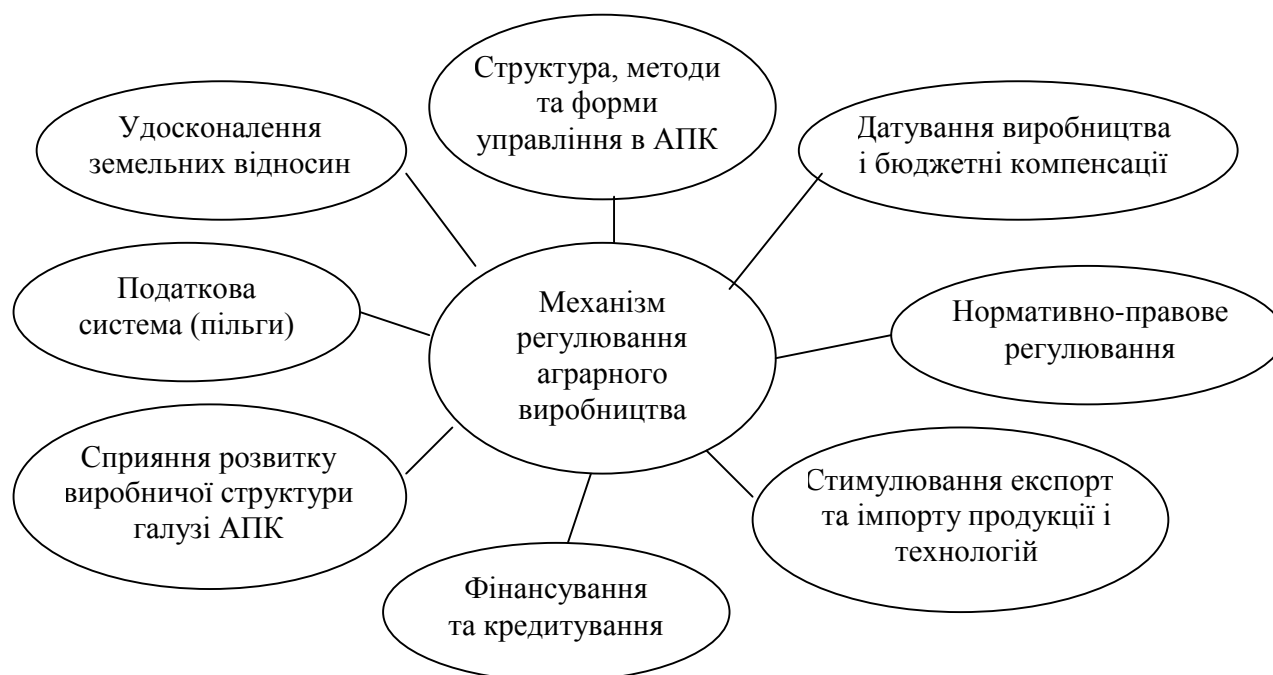 Структура, методи
та форми
управління в АПК
Удосконалення
земельних відносин
Датування виробництва
і бюджетні компенсації
Податкова
система (пільги)
Механізм
регулювання
аграрного
виробництва
Нормативно-правове
регулювання
Сприяння розвитку
виробничої структури
галузі АПК
Стимулювання експорт
та імпорту продукції і
технологій
Фінансування
та кредитування